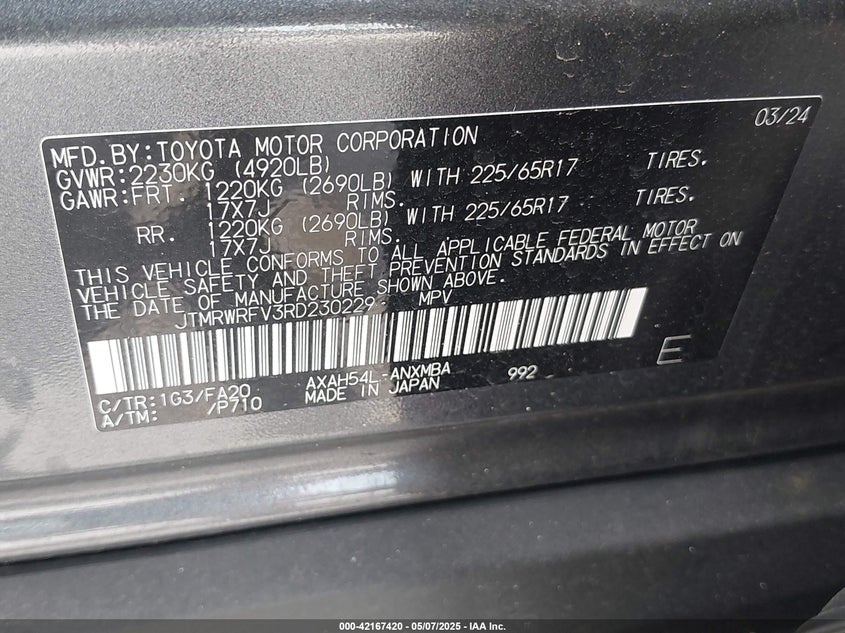 03/24
MFD.BY:TOYOTA MOTOR CORPORATION
GVWR:2230KG (4920LB)
GAWR:FRT. 1220KG (2690LB) WITH 225/65R17 TIRES.
17X7J RIMS.
RR. 1220KG (2690LB) WITH 225/65R17 TIRES.
17X7J RIMS.
THIS VEHICLE CONFORMS TO ALL APPLICABLE FEDERAL MOTOR
VEHICLE SAFETY AND THEFT PREVENTION STANDARDS IN EFFECT ON
THE DATE OF MANUFACTURE SHOWN ABOVE.
JTMRWRFV3RD230229 MPV
E
C/TR:1G3/FA20 AXAH54L-ANXMBA 992
A/TM: /P710 MADE IN JAPAN
000-42167420 - 05/07/2025 - IAA Inc.